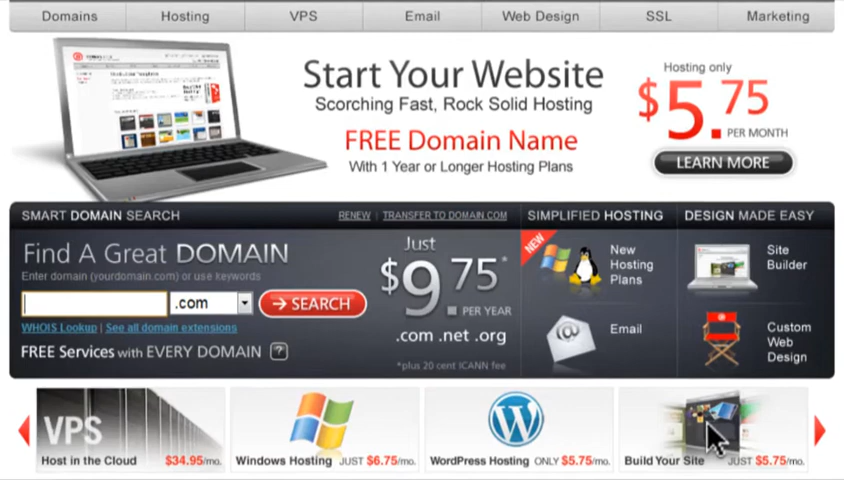 Domains Hosting VPS Email Web Design SSL Marketing
Start Your Website
Scorching Fast, Rock Solid Hosting
FREE Domain Name
With 1 Year or Longer Hosting Plans
Hosting only
$5.75
PER MONTH
LEARN MORE
SMART DOMAIN SEARCH
RENEW | TRANSFER TO DOMAIN.COM
Find A Great DOMAIN
Enter domain (yourdomain.com) or use keywords
.com
SEARCH
WHOIS Lookup | See all domain extensions
FREE Services with EVERY DOMAIN ?
Just
$9.75*
PER YEAR
.com .net .org
*plus 20 cent ICANN fee
SIMPLIFIED HOSTING
NEW
New
Hosting
Plans
Email
DESIGN MADE EASY
Site
Builder
Custom
Web
Design
VPS
Host in the Cloud $34.95/mo.
Windows Hosting JUST $6.75/mo.
WordPress Hosting ONLY $5.75/mo.
Build Your Site JUST $5.75/mo.